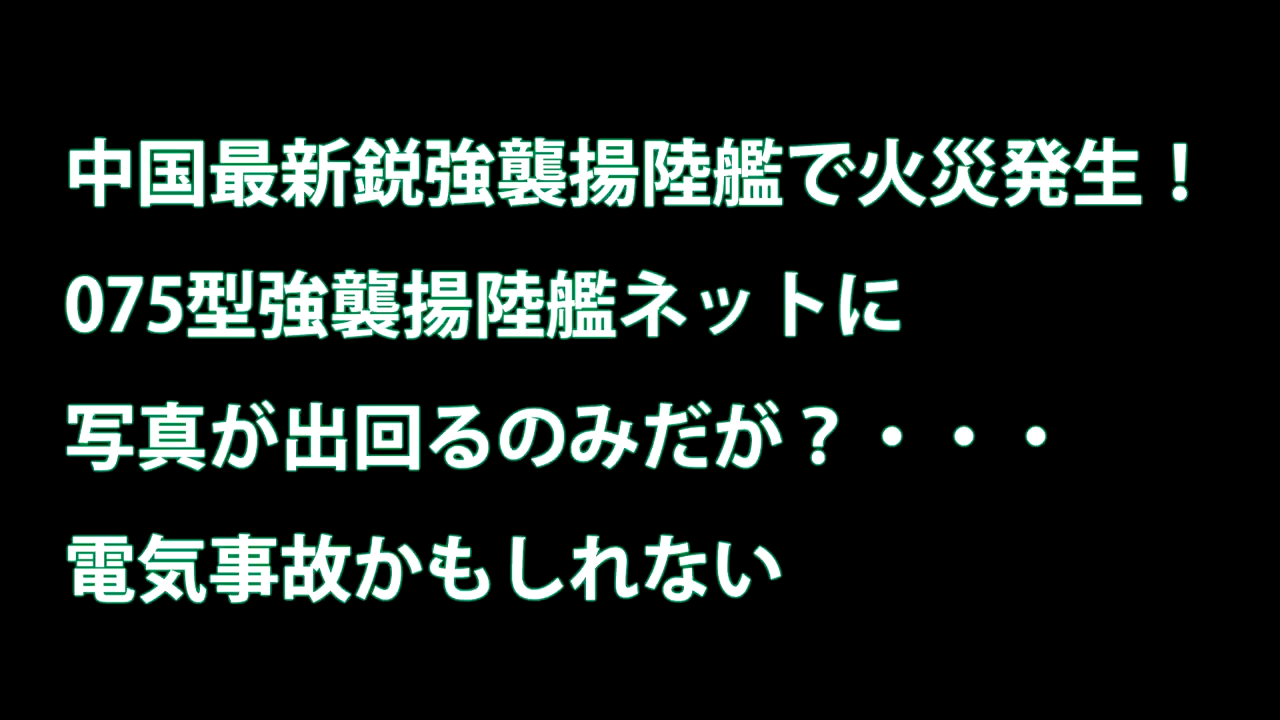 中国最新鋭強襲揚陸艦で火災発生！
075型強襲揚陸艦ネットに
写真が出回るのみだが？・・・
電気事故かもしれない